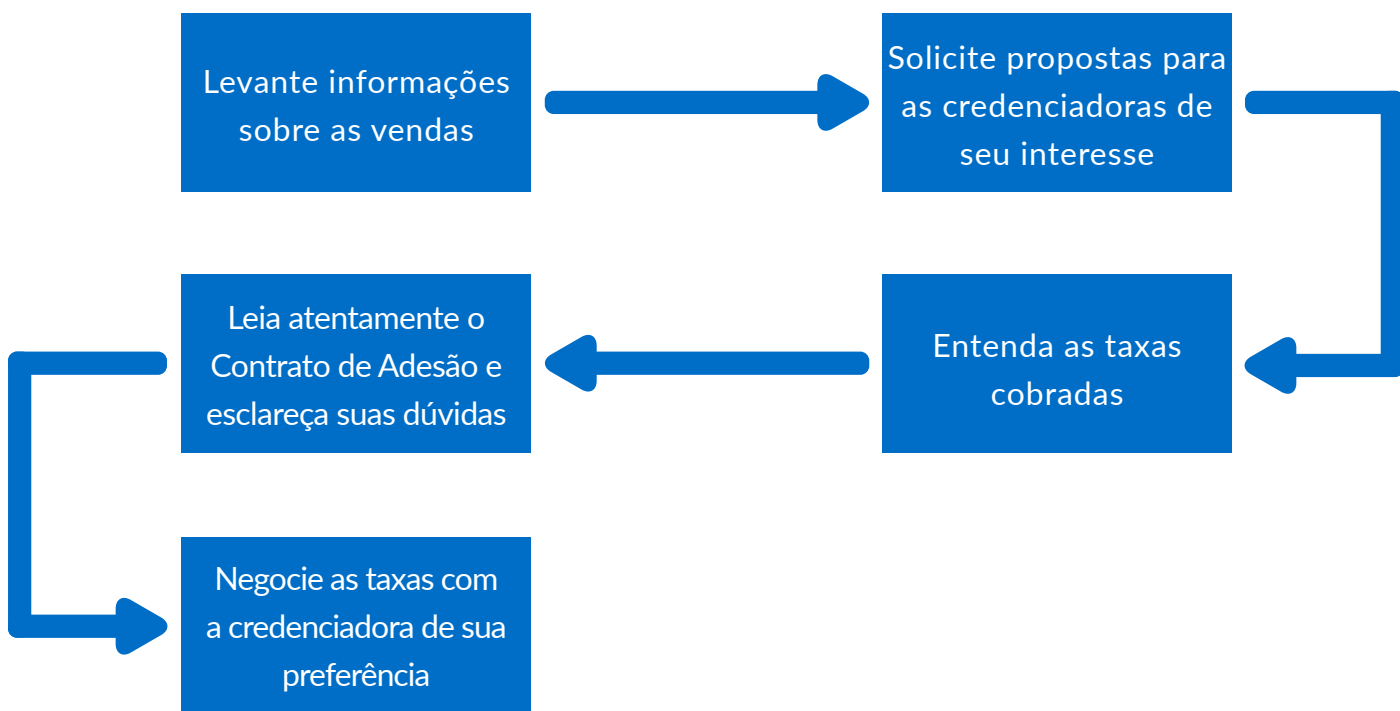 Levante informações
sobre as vendas
Solicite propostas para
as credenciadoras de
seu interesse
Entenda as taxas
cobradas
Leia atentamente o
Contrato de Adesão e
esclareça suas dúvidas
Negocie as taxas com
a credenciadora de sua
preferência